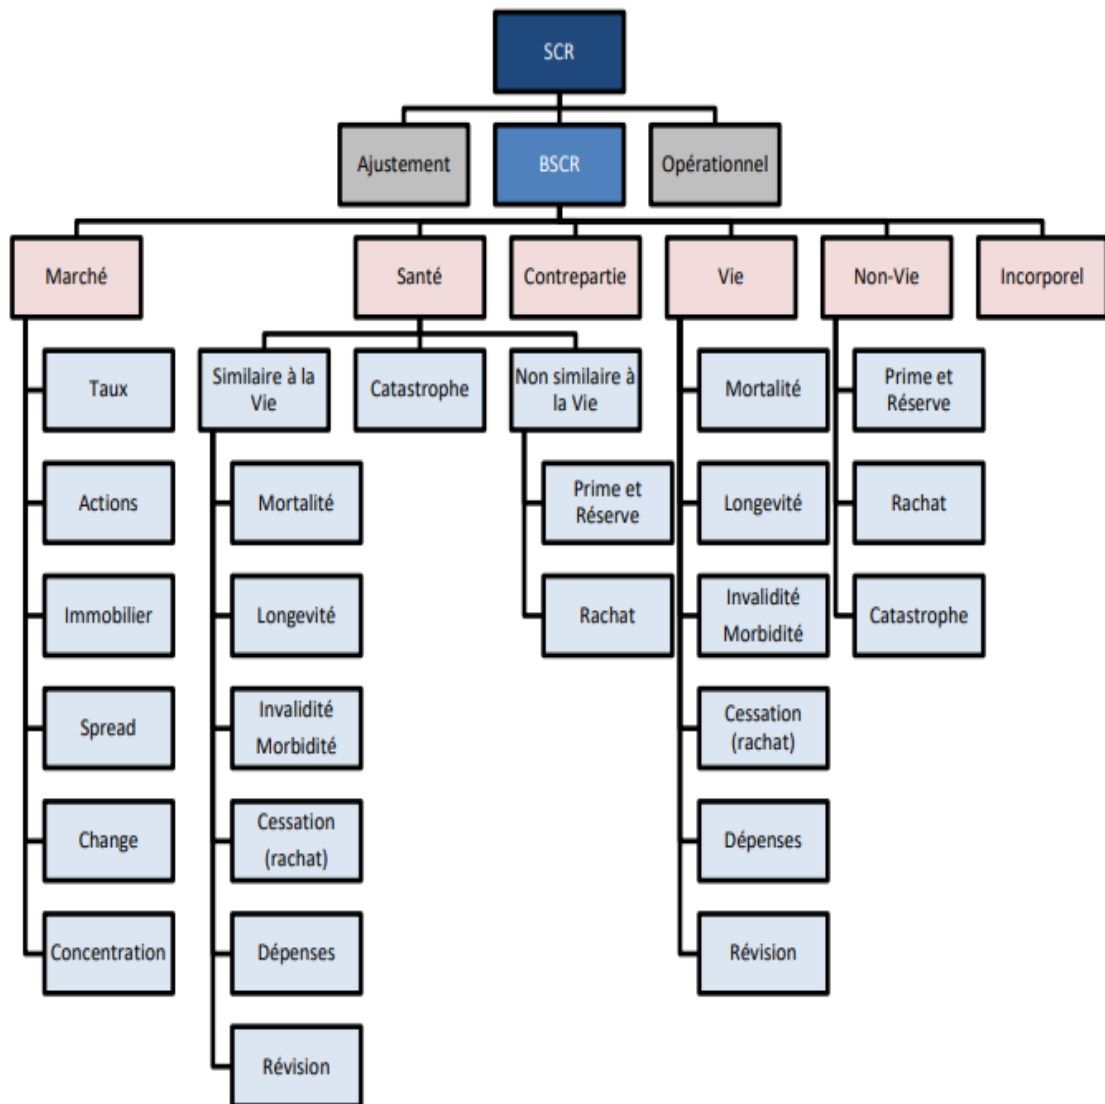 SCR
Ajustement
BSCR
Opérationnel
Marché
Santé
Contrepartie
Vie
Non-Vie
Incorporel
Taux
Actions
Immobilier
Spread
Change
Concentration
Similaire à la
Vie
Mortalité
Longevité
Invalidité
Morbidité
Cessation
(rachat)
Dépenses
Révision
Catastrophe
Non similaire à
la Vie
Prime et
Réserve
Rachat
Mortalité
Longevité
Invalidité
Morbidité
Cessation
(rachat)
Dépenses
Révision
Prime et
Réserve
Rachat
Catastrophe